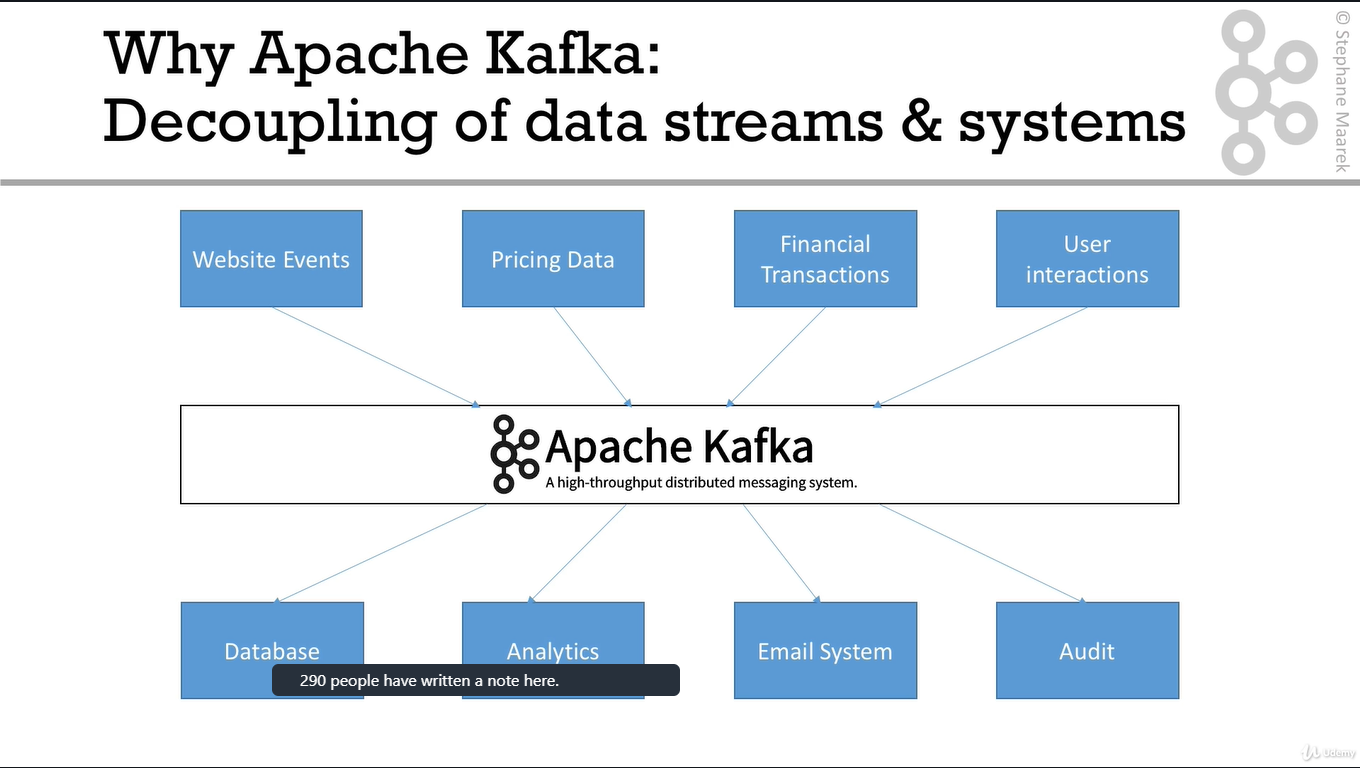 Why Apache Kafka:
Decoupling of data streams & systems
© Stephane Maarek
Website Events
Pricing Data
Financial
Transactions
User
interactions
Apache Kafka
A high-throughput distributed messaging system.
Database
Analytics
Email System
Audit
290 people have written a note here.
Udemy